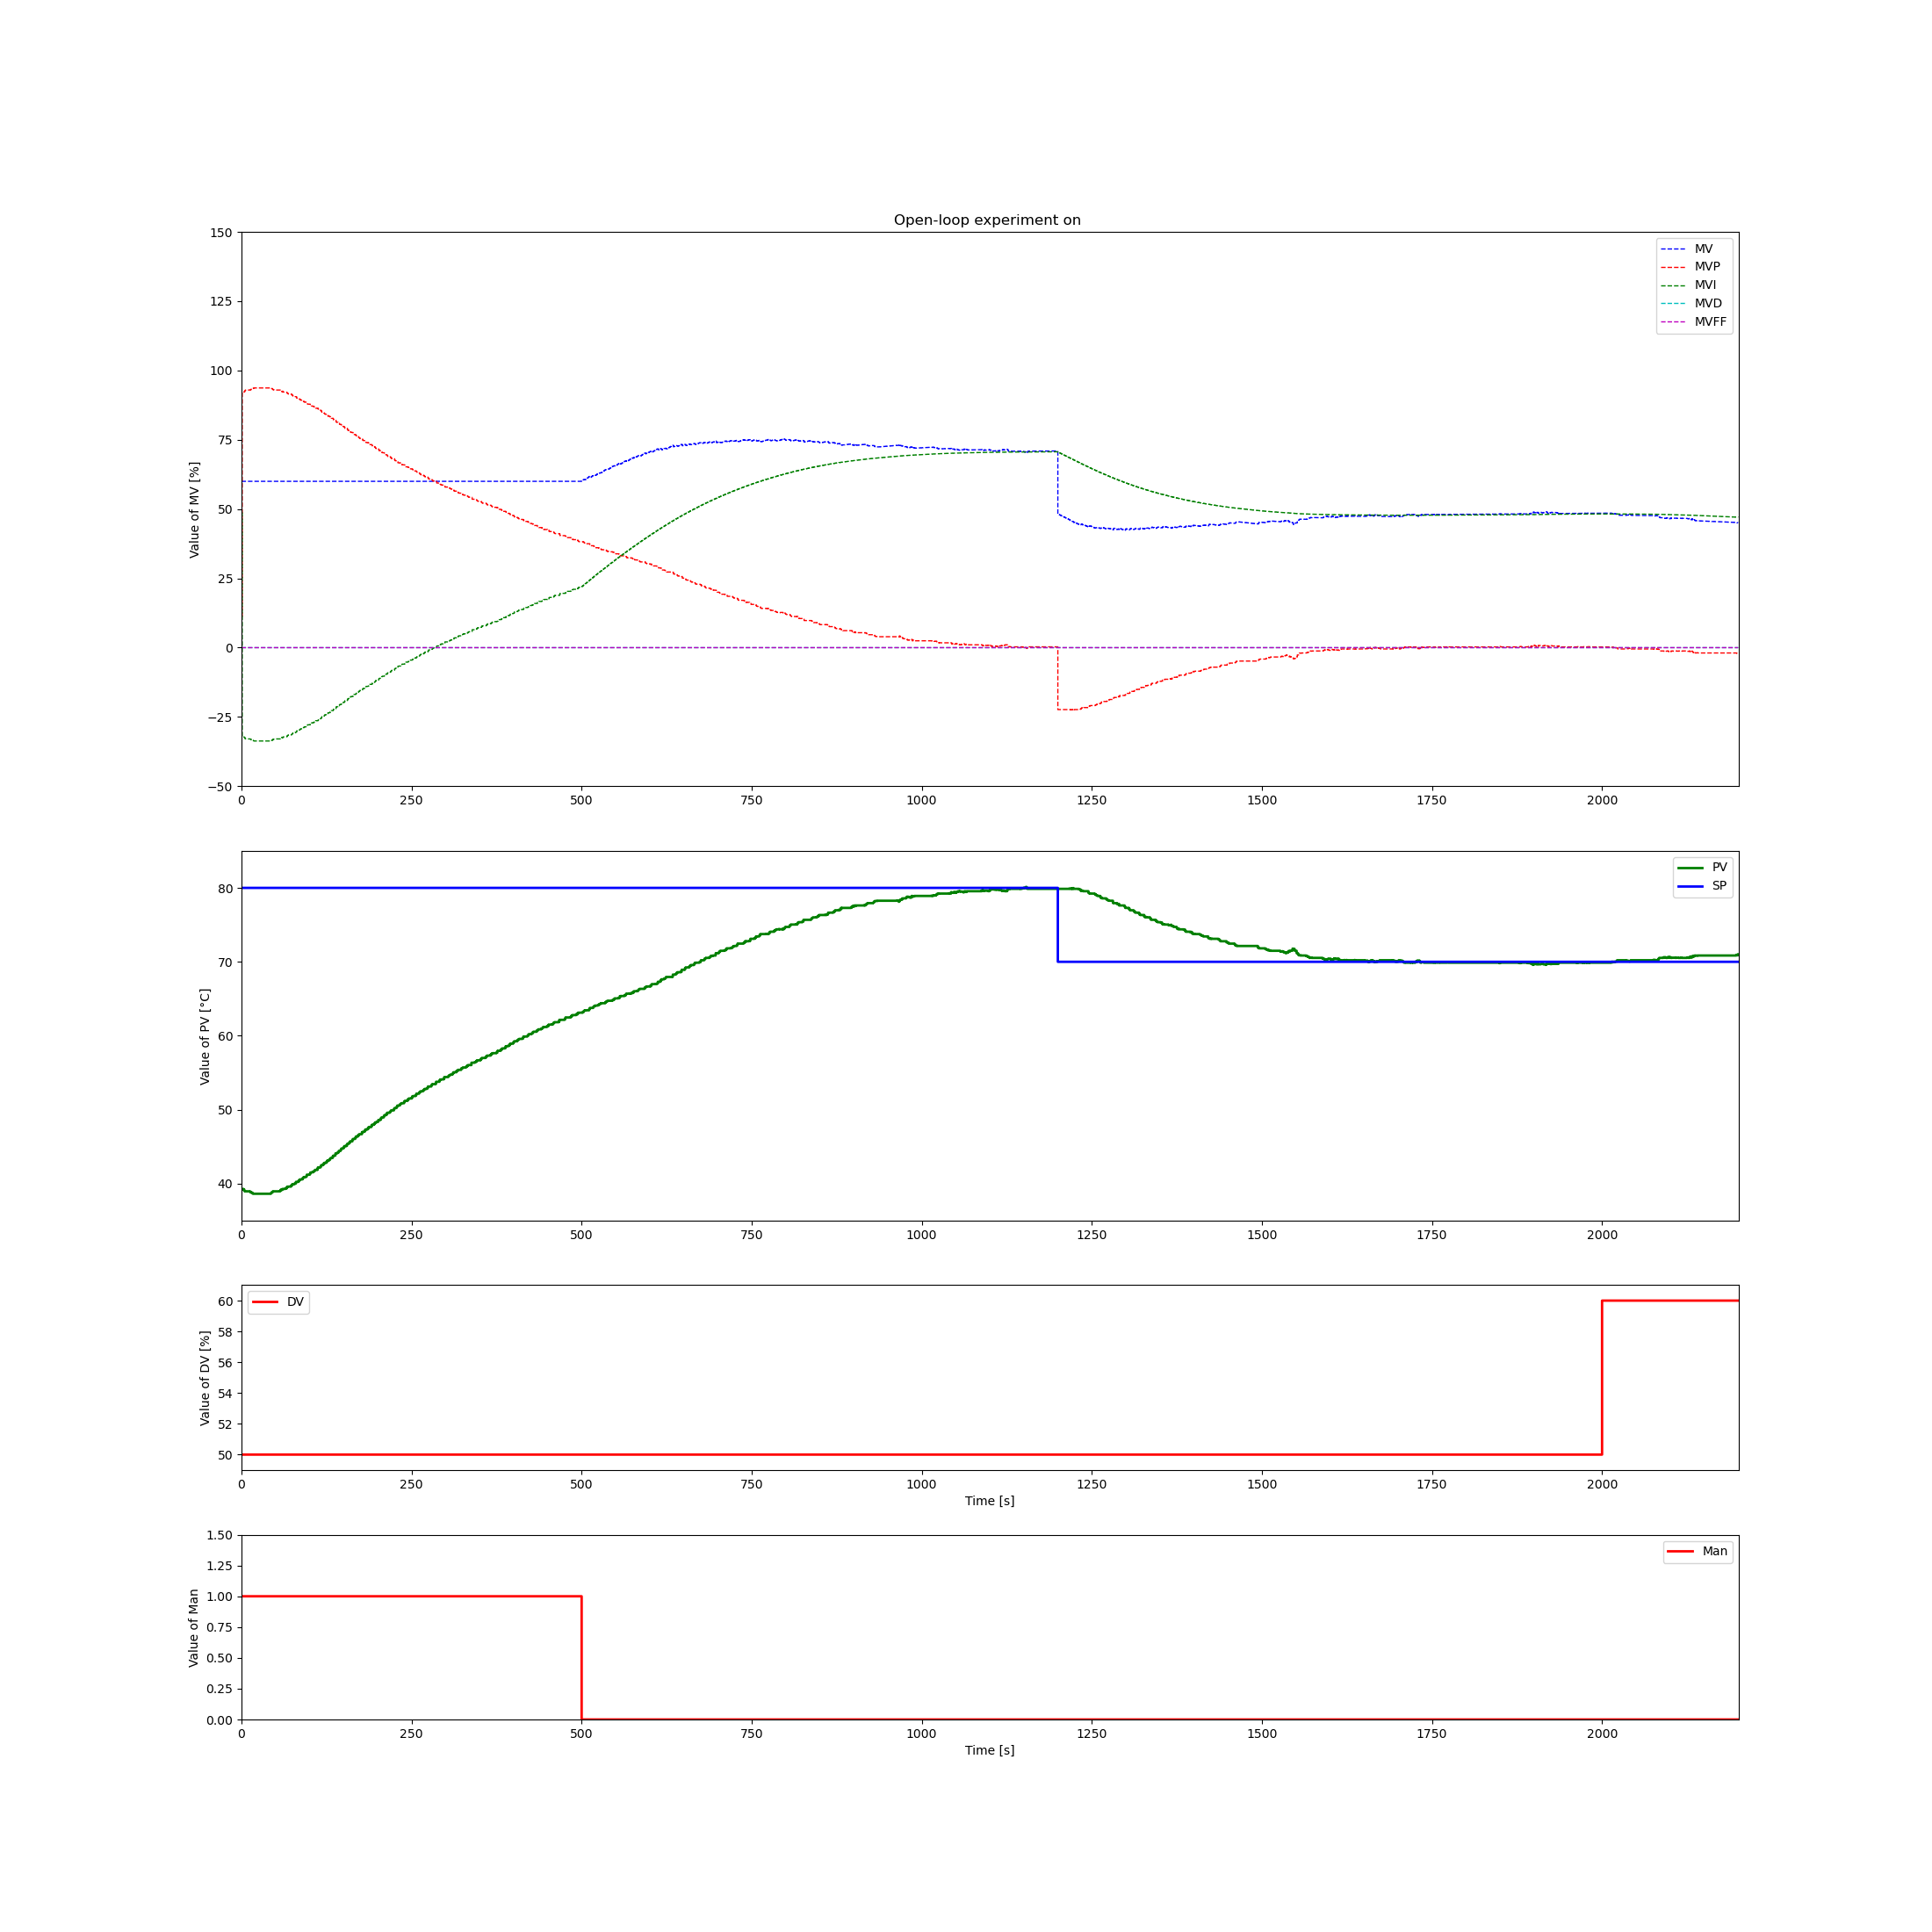 Open-loop experiment on
Value of MV [%]
150
125
100
75
50
25
0
−25
−50
MV
MVP
MVI
MVD
MVFF
0 250 500 750 1000 1250 1500 1750 2000
Value of PV [°C]
80
70
60
50
40
PV
SP
0 250 500 750 1000 1250 1500 1750 2000
Value of DV [%]
60
58
56
54
52
50
DV
0 250 500 750 1000 1250 1500 1750 2000
Time [s]
Value of Man
1.50
1.25
1.00
0.75
0.50
0.25
0.00
Man
0 250 500 750 1000 1250 1500 1750 2000
Time [s]